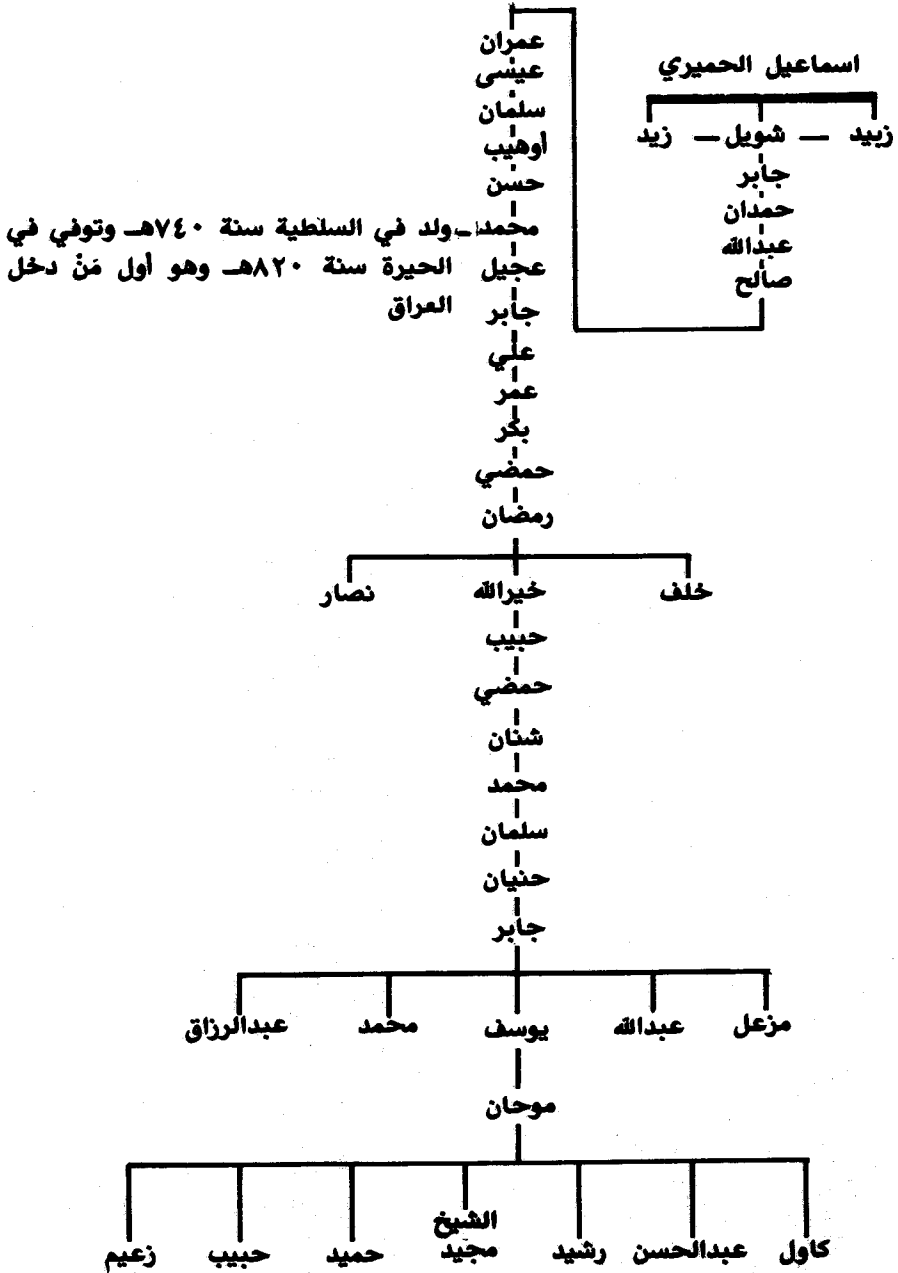 اسماعيل الحميري
زبيد — شويل — زيد
جابر
حمدان
عبدالله
صالح
عمران
عيسى
سلمان
أوهيب
حسن
محمد ـ ولد في السلطية سنة ٧٤٠هـ وتوفي في
عجيل الحيرة سنة ٨٢٠هـ وهو أول مَنْ دخل
جابر العراق
علي
عمر
بكر
حمضي
رمضان
خلف خيرالله نصار
حبيب
حمضي
شنان
محمد
سلمان
حنيان
جابر
مزعل عبدالله يوسف محمد عبدالرزاق
موحان
كاول عبدالحسن رشيد الشيخ مجيد حميد حبيب زعيم